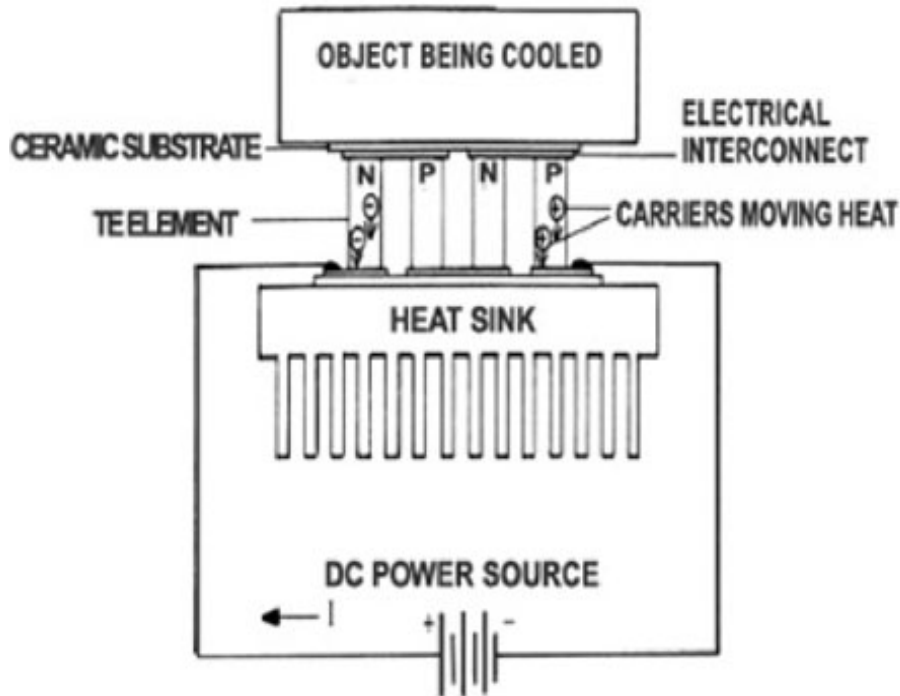 OBJECT BEING COOLED
CERAMIC SUBSTRATE
ELECTRICAL
INTERCONNECT
N P N P
TE ELEMENT
CARRIERS MOVING HEAT
- -
+ +
HEAT SINK
DC POWER SOURCE
I + -